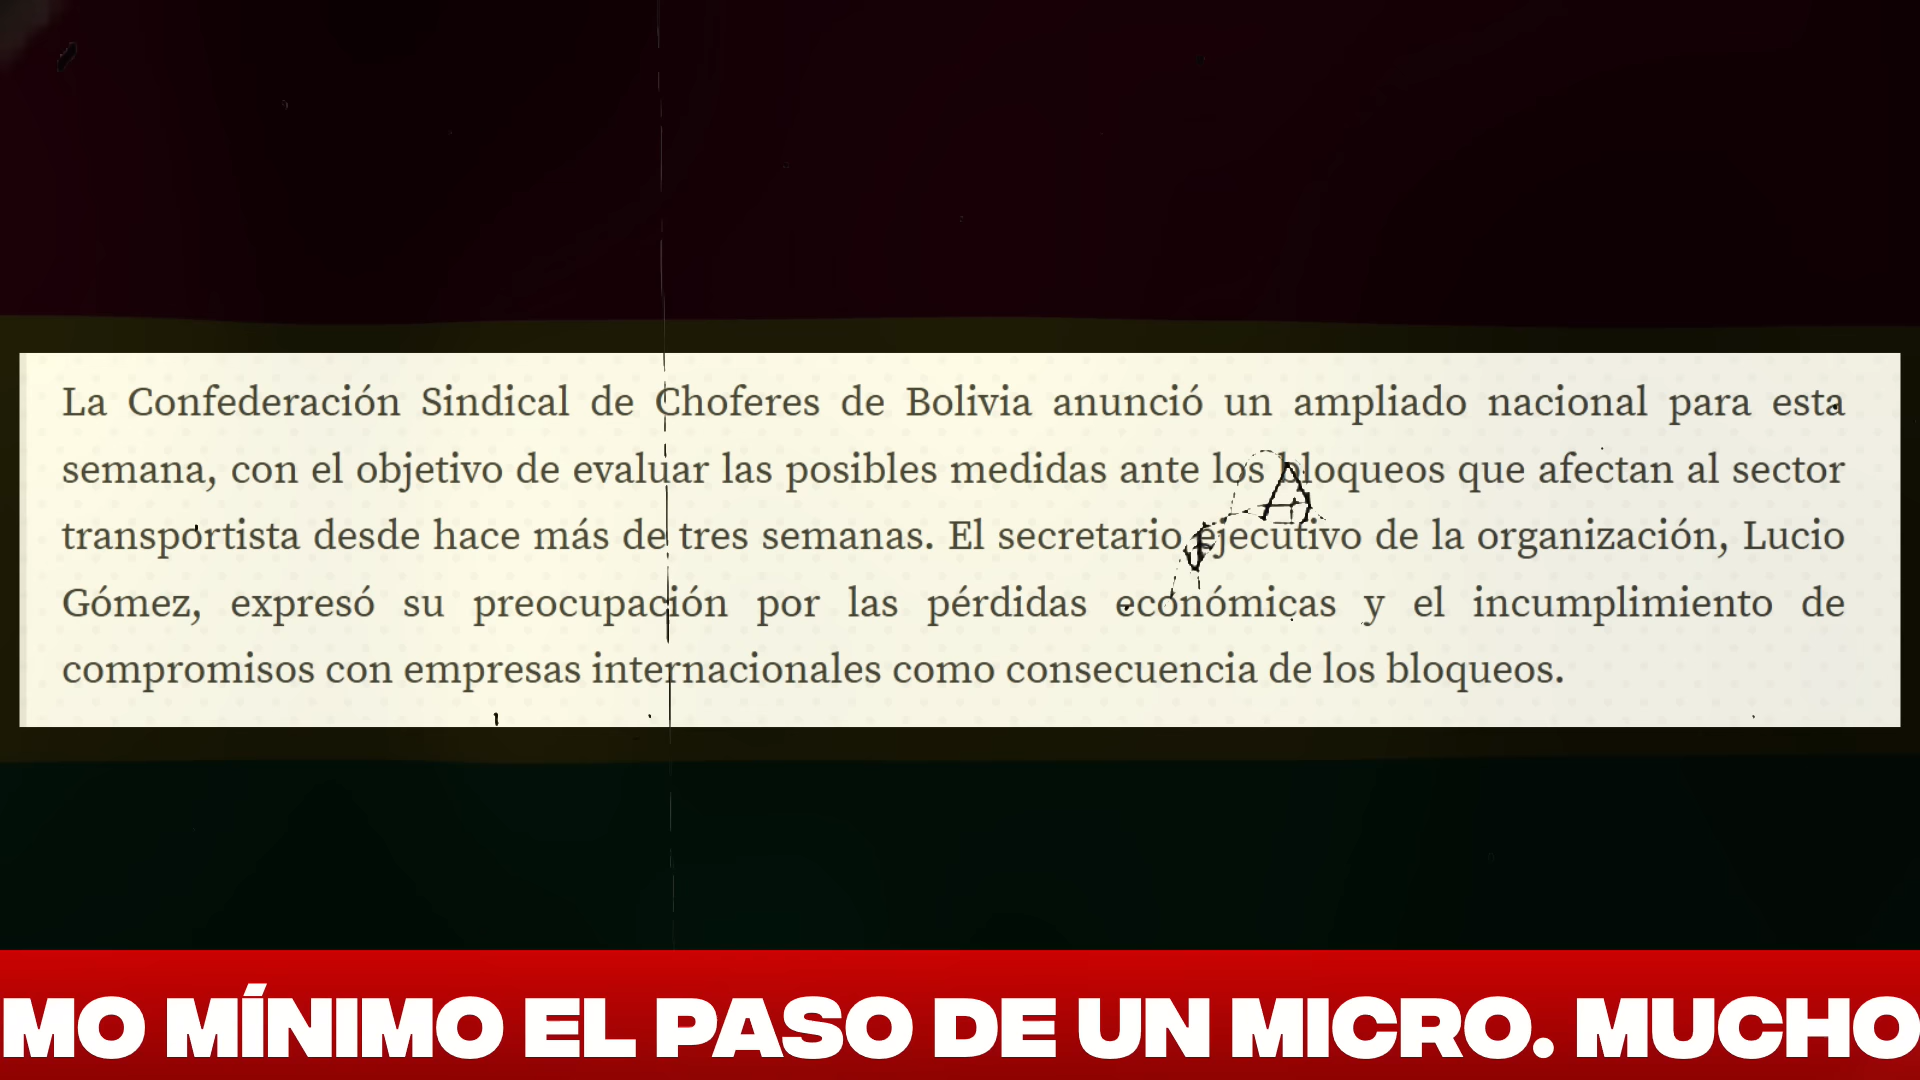 La Confederación Sindical de Choferes de Bolivia anunció un ampliado nacional para esta
semana, con el objetivo de evaluar las posibles medidas ante los bloqueos que afectan al sector
transportista desde hace más de tres semanas. El secretario ejecutivo de la organización, Lucio
Gómez, expresó su preocupación por las pérdidas económicas y el incumplimiento de
compromisos con empresas internacionales como consecuencia de los bloqueos.
MO MÍNIMO EL PASO DE UN MICRO. MUCHO